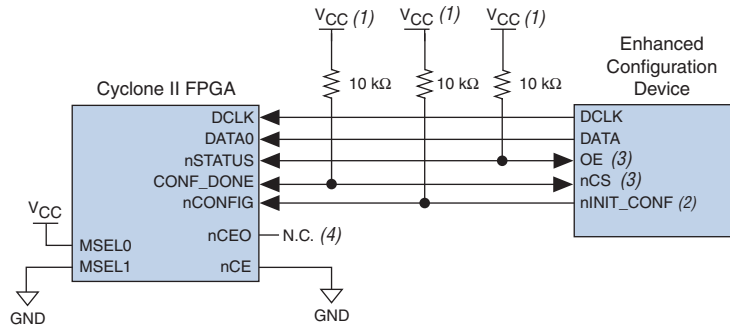 VCC (1) VCC (1) VCC (1)
10 kΩ 10 kΩ 10 kΩ
Cyclone II FPGA
DCLK
DATA0
nSTATUS
CONF_DONE
nCONFIG
nCEO
nCE
MSEL0
MSEL1
VCC
GND
N.C. (4)
GND
Enhanced
Configuration
Device
DCLK
DATA
OE (3)
nCS (3)
nINIT_CONF (2)